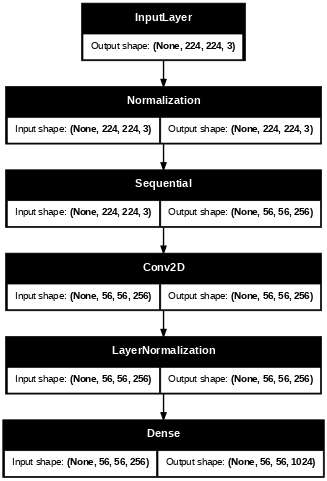 InputLayer
Output shape: (None, 224, 224, 3)
Normalization
Input shape: (None, 224, 224, 3) Output shape: (None, 224, 224, 3)
Sequential
Input shape: (None, 224, 224, 3) Output shape: (None, 56, 56, 256)
Conv2D
Input shape: (None, 56, 56, 256) Output shape: (None, 56, 56, 256)
LayerNormalization
Input shape: (None, 56, 56, 256) Output shape: (None, 56, 56, 256)
Dense
Input shape: (None, 56, 56, 256) Output shape: (None, 56, 56, 1024)